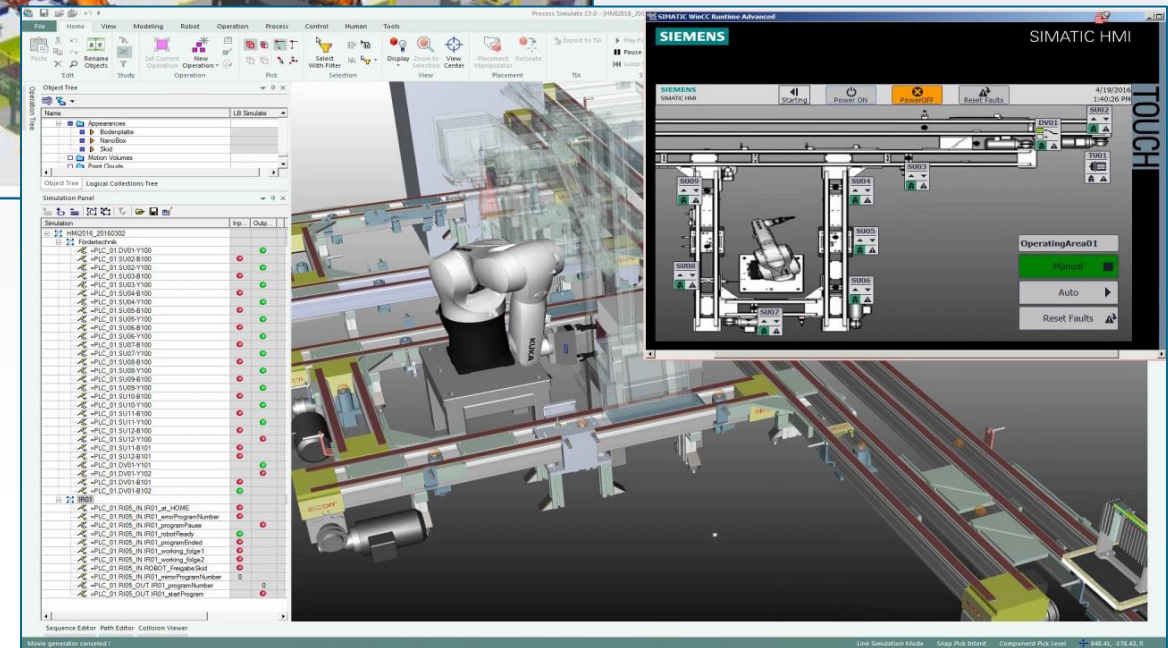 Process Simulate 13.0 - [HMI2016_20
File Home View Modeling Robot Operation Process Control Human Tools
Paste
Rename Objects
Set Current Operation
New Operation
Select With Filter
Display
Zoom to Selection
View Center
Placement Manipulator
Relocate
Export to TIA
Pause
Edit Study Operation Pick Selection View Placement TIA
Operation Tree
Object Tree
Name LB Simulate
Appearances
Bodenplatte
NanoBox
Skid
Motion Volumes
Point Clouds
Object Tree Logical Collections Tree
Simulation Panel
Simulation Inp... Outp...
HMI2016_20160302
Fördertechnik
=PLC_01.DV01-Y100
=PLC_01.SU02-B100
=PLC_01.SU02-Y100
=PLC_01.SU03-B100
=PLC_01.SU03-Y100
=PLC_01.SU04-B100
=PLC_01.SU04-Y100
=PLC_01.SU05-B100
=PLC_01.SU05-Y100
=PLC_01.SU06-B100
=PLC_01.SU06-Y100
=PLC_01.SU07-B100
=PLC_01.SU07-Y100
=PLC_01.SU08-B100
=PLC_01.SU08-Y100
=PLC_01.SU09-B100
=PLC_01.SU09-Y100
=PLC_01.SU10-B100
=PLC_01.SU10-Y100
=PLC_01.SU11-B100
=PLC_01.SU11-Y100
=PLC_01.SU12-B100
=PLC_01.SU12-Y100
=PLC_01.SU11-B101
=PLC_01.SU12-B101
=PLC_01.DV01-Y101
=PLC_01.DV01-Y102
=PLC_01.DV01-B101
=PLC_01.DV01-B102
IR01
=PLC_01.RI05_IN.IR01_at_HOME
=PLC_01.RI05_IN.IR01_errorProgramNumber
=PLC_01.RI05_IN.IR01_programPause
=PLC_01.RI05_IN.IR01_robotReady
=PLC_01.RI05_IN.IR01_programEnded
=PLC_01.RI05_IN.IR01_working_folge1
=PLC_01.RI05_IN.IR01_working_folge2
=PLC_01.RI05_IN.ROBOT_FreigabeSkid
=PLC_01.RI05_IN.IR01_mirrorProgramNumber 0
=PLC_01.RI05_OUT.IR01_programNumber 0
=PLC_01.RI05_OUT.IR01_startProgram
Sequence Editor Path Editor Collision Viewer
Movie generator canceled !
Line Simulation Mode Snap Pick Intent Component Pick Level 848.41, -178.43, 0
KUKA
e-com
SIMATIC WinCC Runtime Advanced
SIEMENS SIMATIC HMI
TOUCH
SIEMENS
SIMATIC HMI
Starting Power ON PowerOFF Reset Faults
4/19/2016
1:40:26 PM
SU02
DV01
TU01
SU03
SU09
SU04
SU05
SU08
SU06
SU07
OperatingArea01
Manual
Auto
Reset Faults